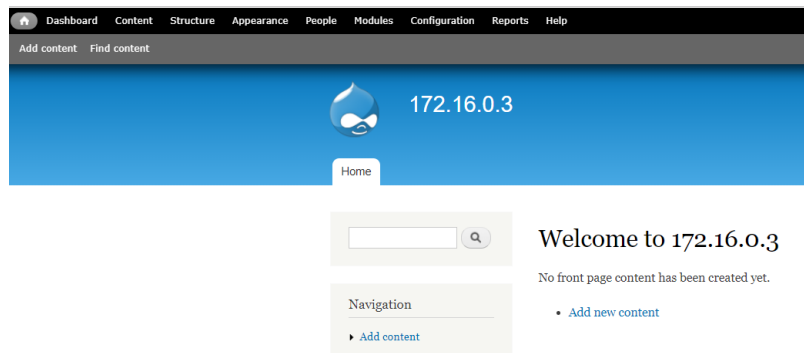 Dashboard Content Structure Appearance People Modules Configuration Reports Help
Add content Find content
172.16.0.3
Home
Navigation
Add content
Welcome to 172.16.0.3
No front page content has been created yet.
Add new content